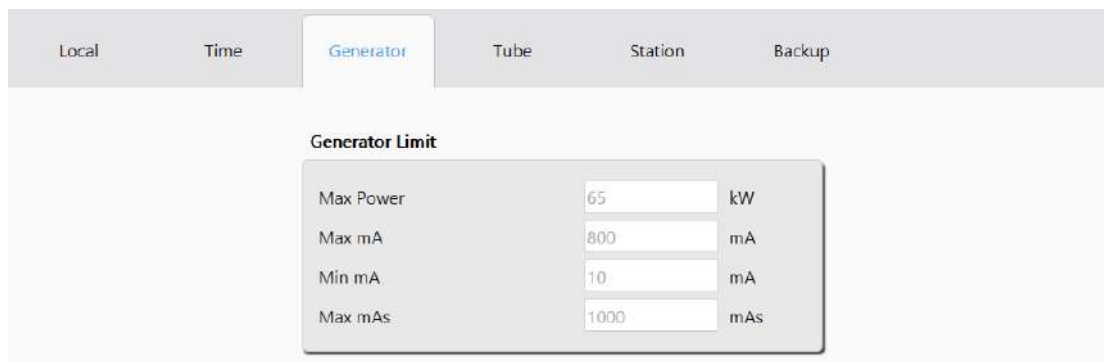 Local Time Generator Tube Station Backup
Generator Limit
Max Power 65 kW
Max mA 800 mA
Min mA 10 mA
Max mAs 1000 mAs